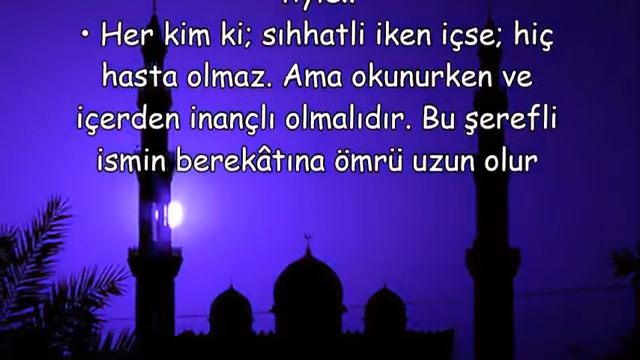 • Her kim ki; sıhhatli iken içse; hiç
hasta olmaz. Ama okunurken ve
içerden inançlı olmalıdır. Bu şerefli
ismin berekâtına ömrü uzun olur